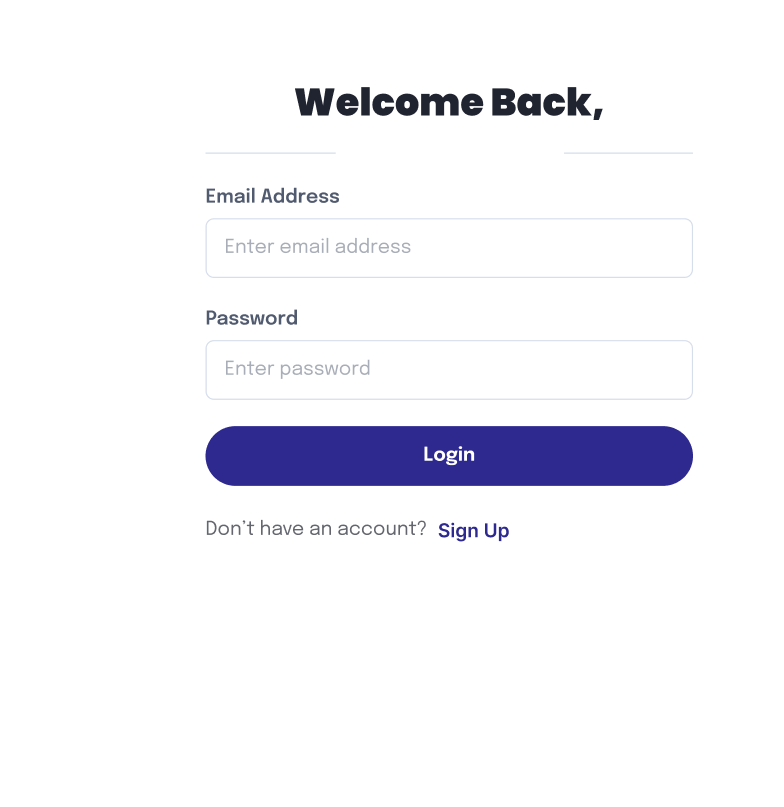 Welcome Back,
Email Address
Enter email address
Password
Enter password
Login
Don’t have an account? Sign Up